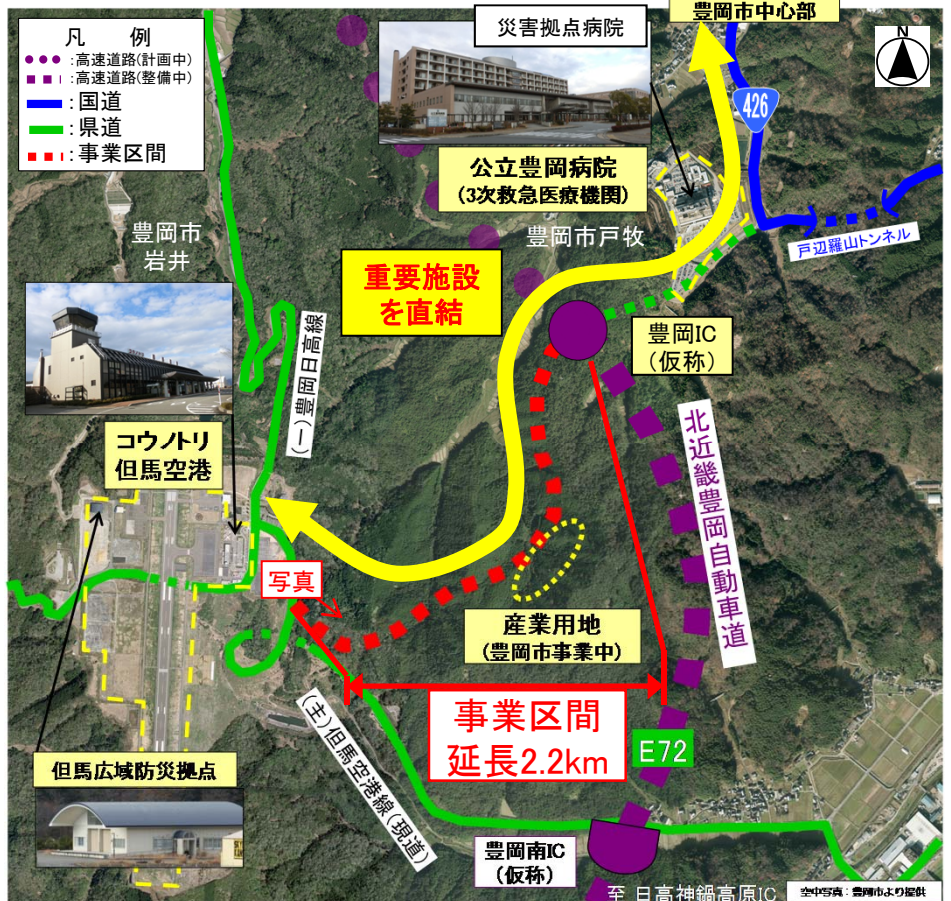 凡 例
:高速道路(計画中)
:高速道路(整備中)
:国道
:県道
:事業区間
災害拠点病院
豊岡市中心部
N
426
公立豊岡病院
(3次救急医療機関)
豊岡市戸牧
戸辺羅山トンネル
豊岡市
岩井
重要施設
を直結
豊岡IC
(仮称)
(一)豊岡日高線
コウノトリ
但馬空港
北近畿豊岡自動車道
写真
産業用地
(豊岡市事業中)
事業区間
延長2.2km
E72
(主)但馬空港線(現道)
但馬広域防災拠点
豊岡南IC
(仮称)
至 日高神鍋高原IC
空中写真:豊岡市より提供